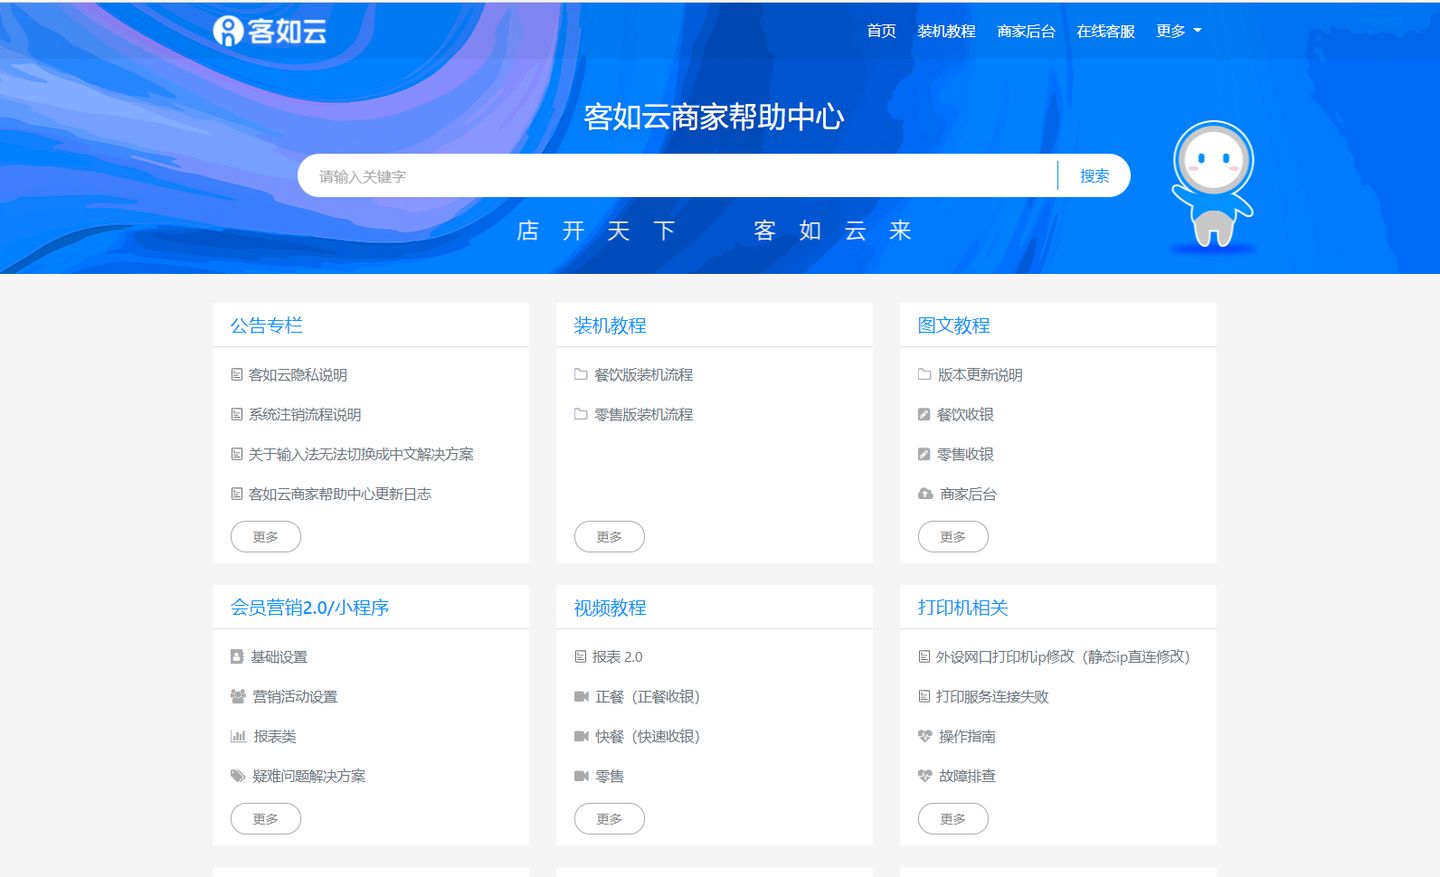 客如云
首页 装机教程 商家后台 在线客服 更多
客如云商家帮助中心
请输入关键字 搜索
店开天下 客如云来
公告专栏
客如云隐私说明
系统注销流程说明
关于输入法无法切换成中文解决方案
客如云商家帮助中心更新日志
更多
装机教程
餐饮版装机流程
零售版装机流程
更多
图文教程
版本更新说明
餐饮收银
零售收银
商家后台
更多
会员营销2.0/小程序
基础设置
营销活动设置
报表类
疑难问题解决方案
更多
视频教程
报表 2.0
正餐（正餐收银）
快餐（快速收银）
零售
更多
打印机相关
外设网口打印机ip修改（静态ip直连修改）
打印服务连接失败
操作指南
故障排查
更多